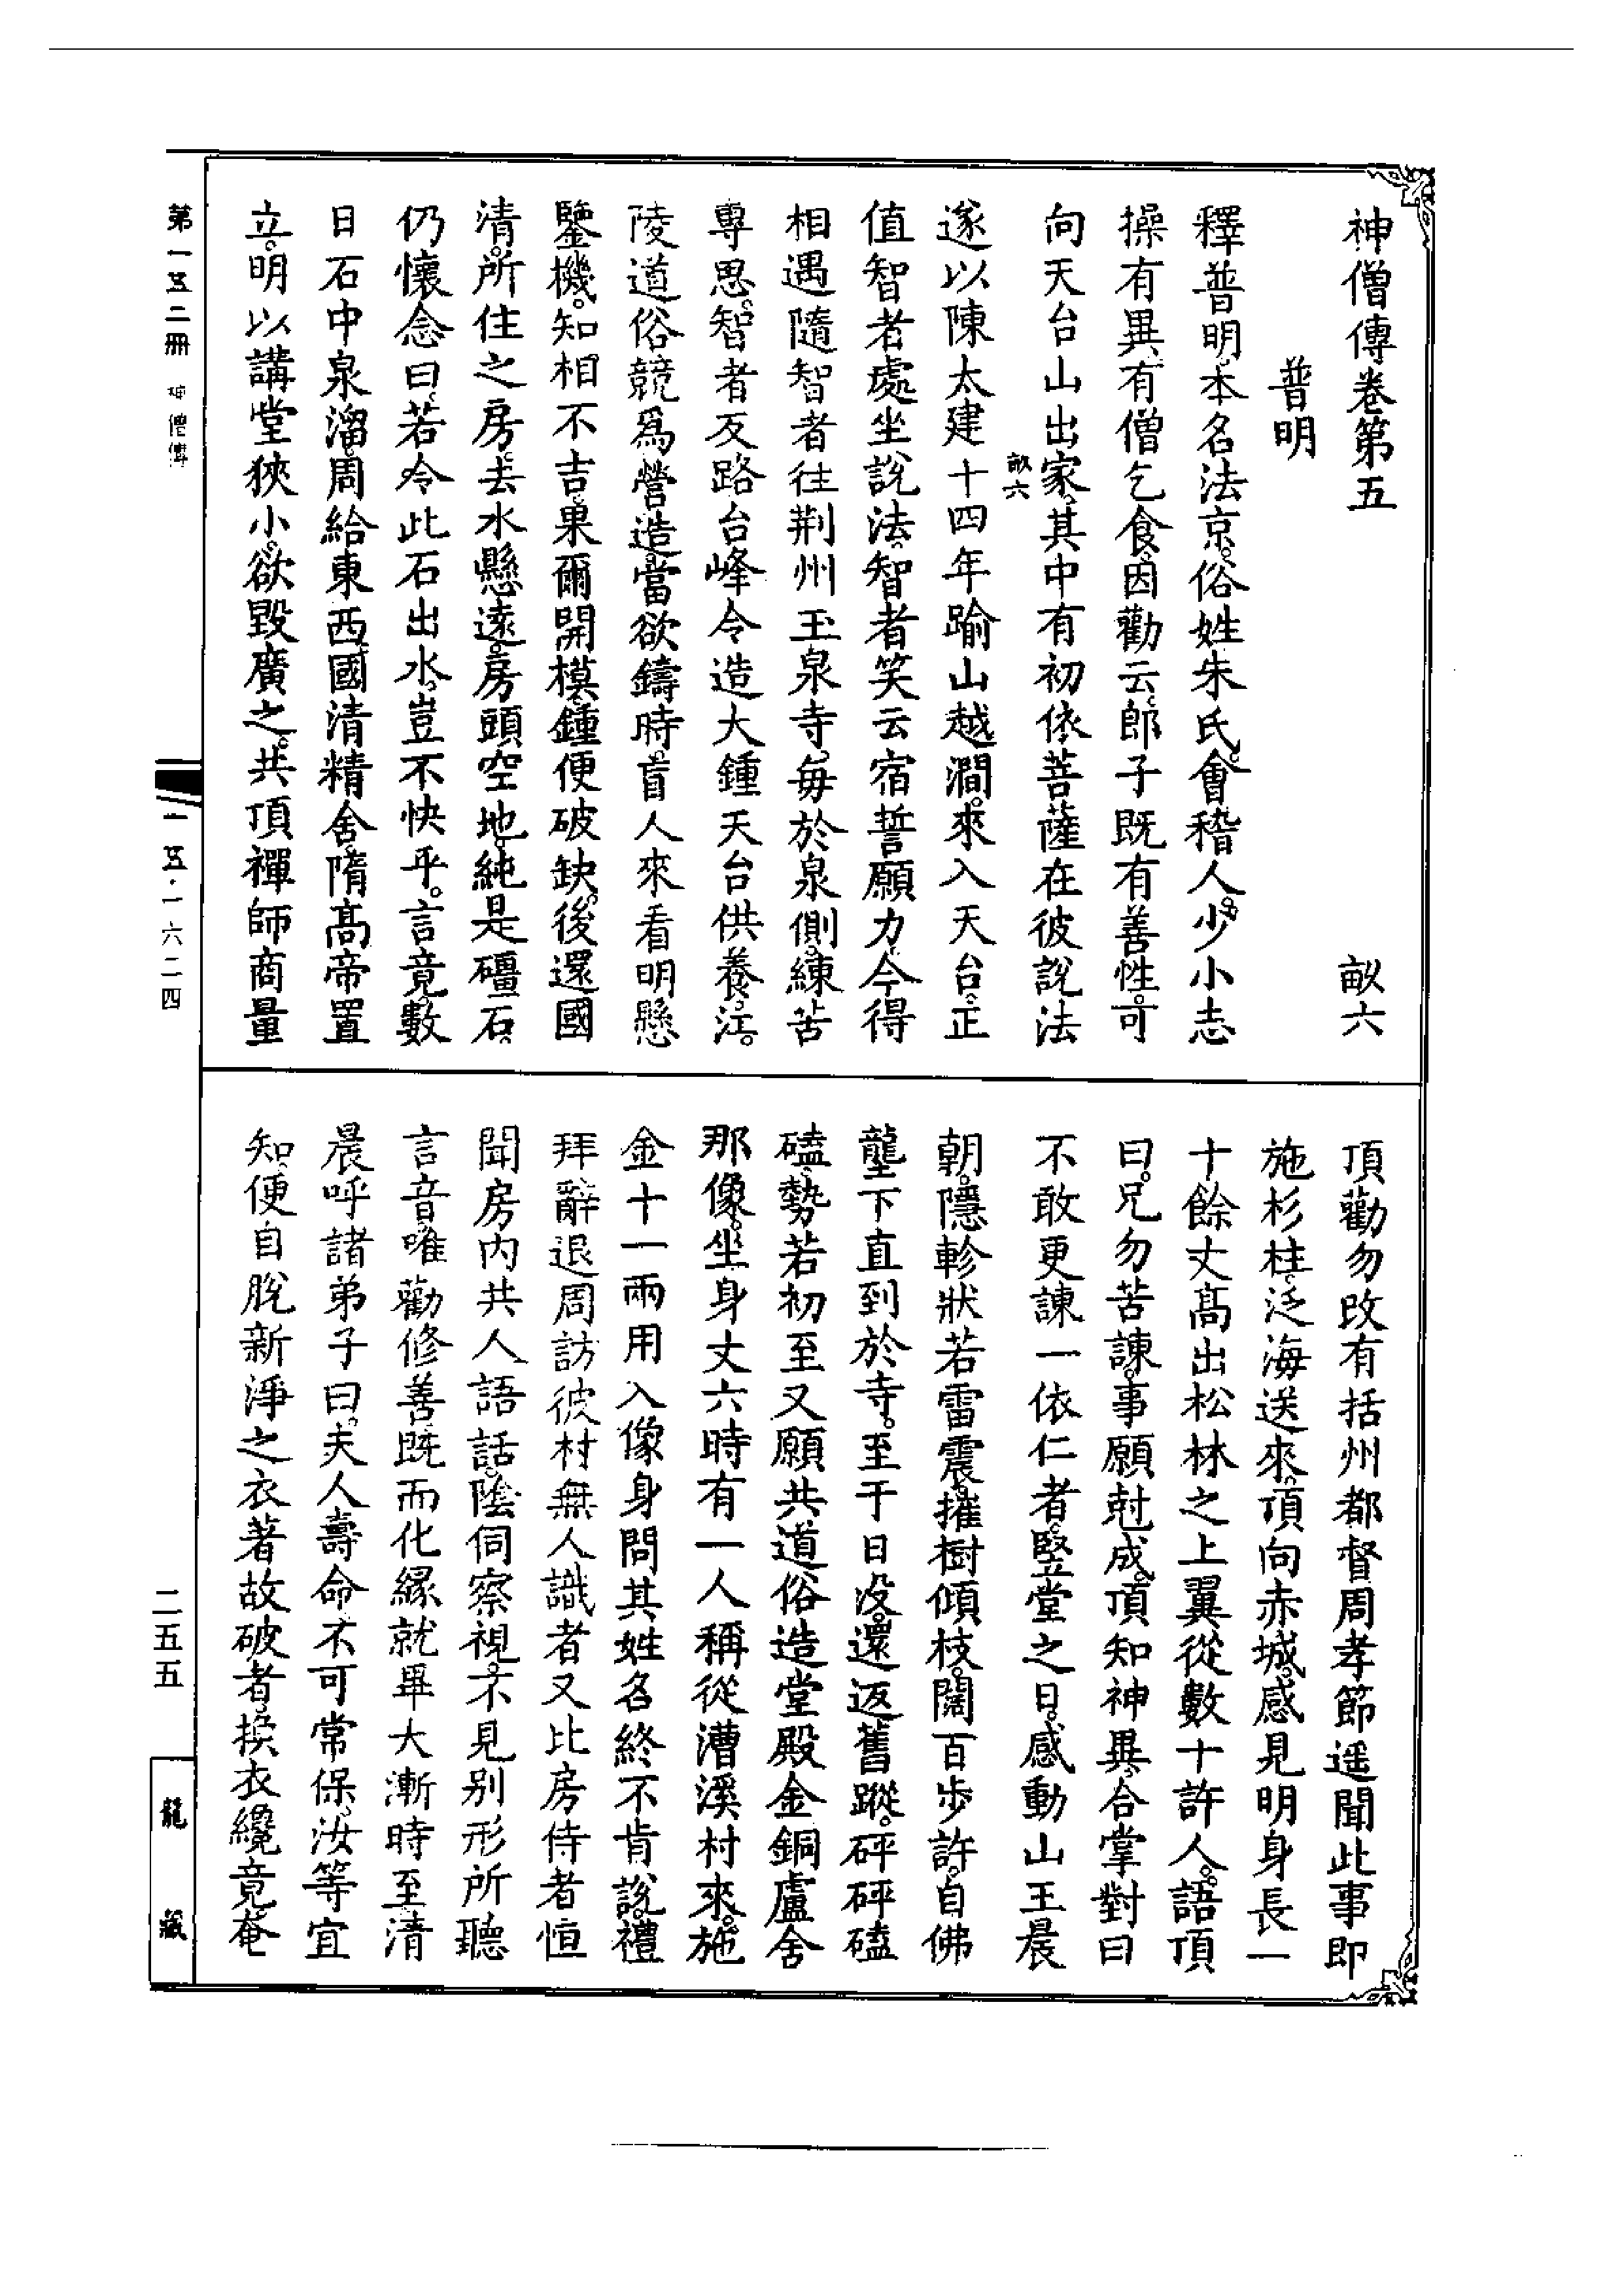 神僧傳卷第五　　　　　　　　　畝六
普明
釋普明。本名法京。俗姓朱氏。會稽人。少小志
操有異。有僧乞食。因勸云。郎子既有善性。可
向天台山出家。其中有初依菩薩在彼說法
畝六
遂以陳太建十四年踰山越澗。來入天台。正
值智者處坐說法。智者笑云宿誓願力。今得
相遇隨智者往荆州玉泉寺。每於泉側。練苦
專思。智者反路台峰令造大鍾天台供養。江。
陵道俗競爲營造。當欲鑄時。盲人來看明懸
鑒機。知相不吉。果爾開模。鍾便破缺。後還國
清。所住之房。去水懸遠。房頭空地。純是礓石。
仍懷念曰。若令此石出水。豈不快乎。言竟。數
日石中泉溜。周給東西。國清精舍。隋髙帝置
立。明以講堂狹小。欲毀廣之。共頂禪師商量
頂勸勿改有括州都督周孝節遥聞此事即
施杉柱。泛海送來。頂向赤城。感見明身長一
十餘丈髙出松林之上翼從數十許人。語頂
曰。兄勿苦諫。事願尅成。頂知神異。合掌對曰
不敢更諫一依仁者。竪堂之日。感動山王晨
朝。隱軫狀若雷震。摧樹傾枝。闊百步許。自佛
壟下直到於寺。至于日没。還返舊蹤。砰砰磕
磕。勢若初至又願共道俗造堂殿金銅盧舍
那像。坐身丈六時有一人稱從漕溪村來。施
金十一兩用入像身問其姓名終不肯說。禮
拜辭退周訪彼村無人識者又比房侍者恒
聞房内共人語話。陰伺察視。不見别形所聽
言音唯勸修善既而化緣就畢大漸時至。清
晨呼諸弟子曰。夫人壽命。不可常保。汝等宜
知。便自脫新淨之衣著故破者。換衣纔竟奄
第一五二冊　神僧傳
一五·一六二四
二五五
龍藏